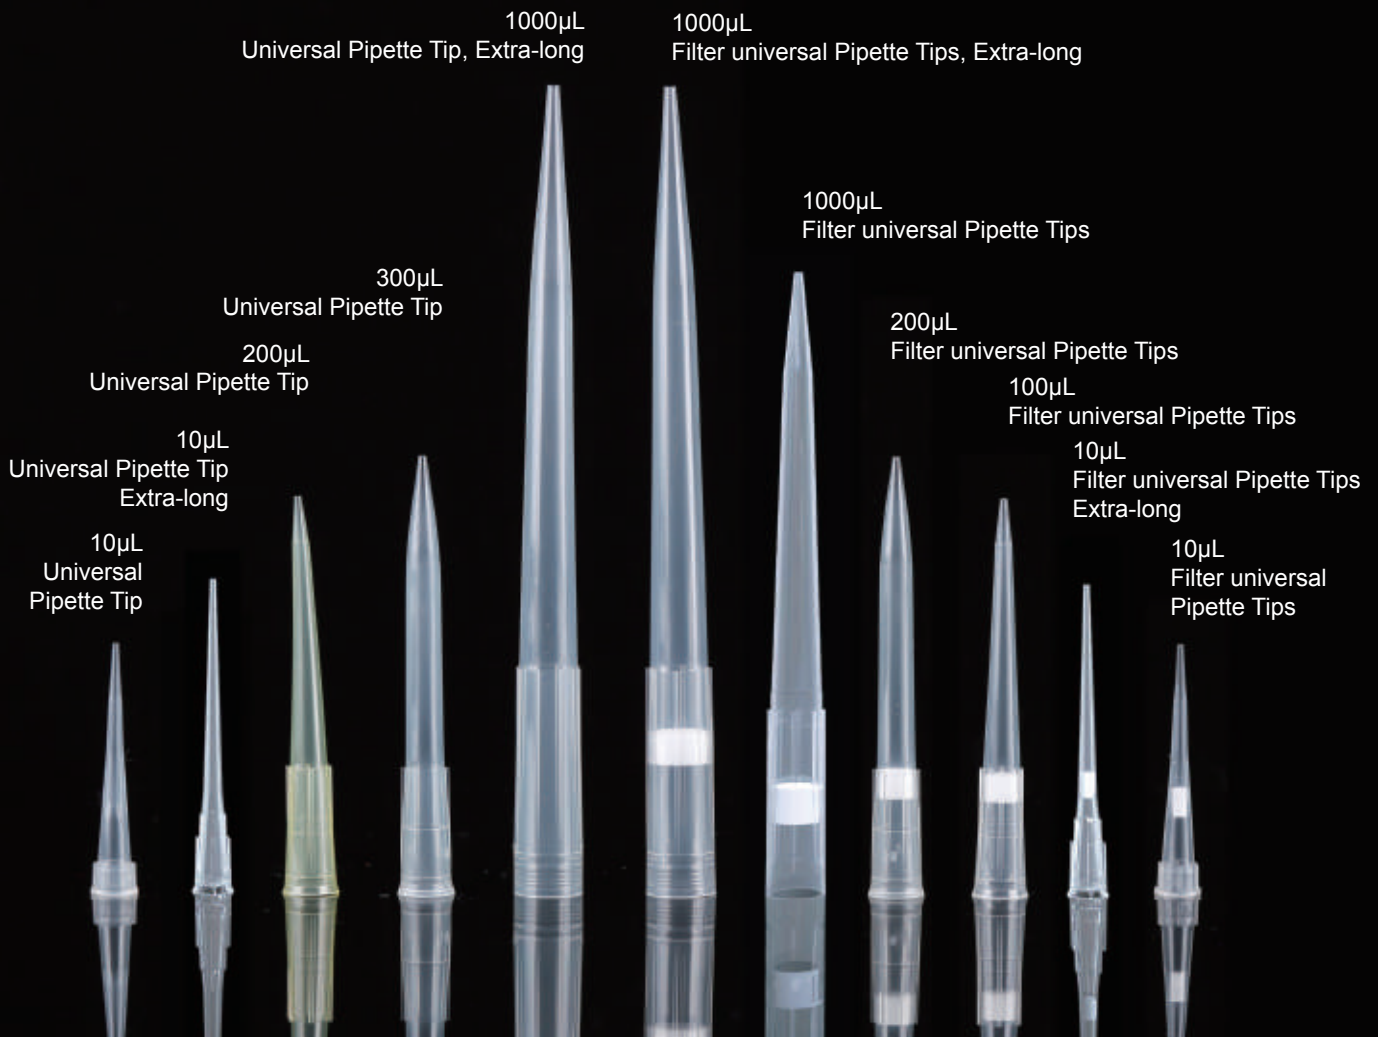 1000µL
Universal Pipette Tip, Extra-long
1000µL
Filter universal Pipette Tips, Extra-long
1000µL
Filter universal Pipette Tips
300µL
Universal Pipette Tip
200µL
Universal Pipette Tip
200µL
Filter universal Pipette Tips
100µL
Filter universal Pipette Tips
10µL
Universal Pipette Tip
Extra-long
10µL
Filter universal Pipette Tips
Extra-long
10µL
Universal
Pipette Tip
10µL
Filter universal
Pipette Tips